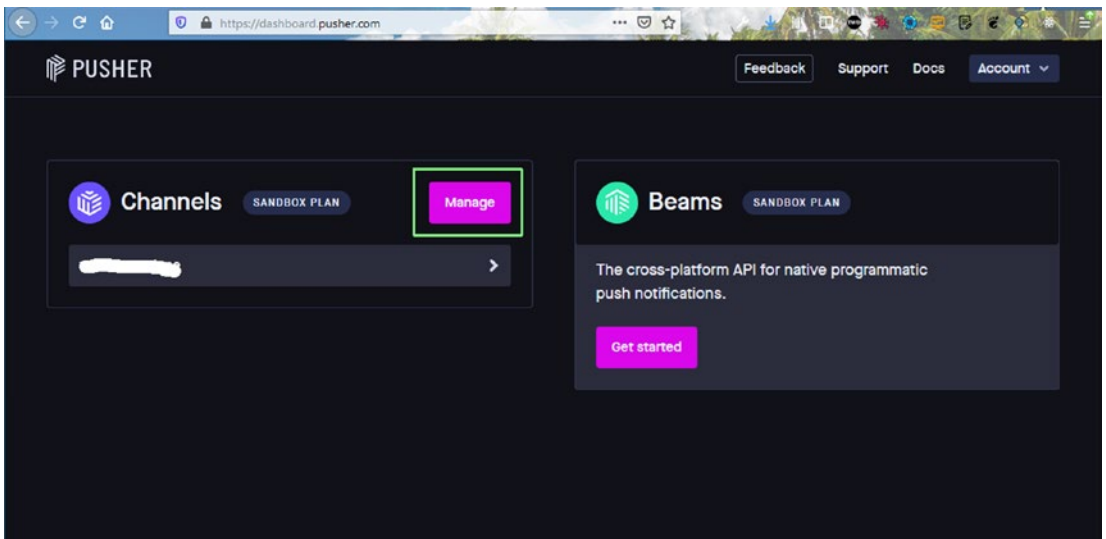 https://dashboard.pusher.com
PUSHER
Feedback
Support
Docs
Account
Channels
SANDBOX PLAN
Manage
Beams
SANDBOX PLAN
The cross-platform API for native programmatic
push notifications.
Get started